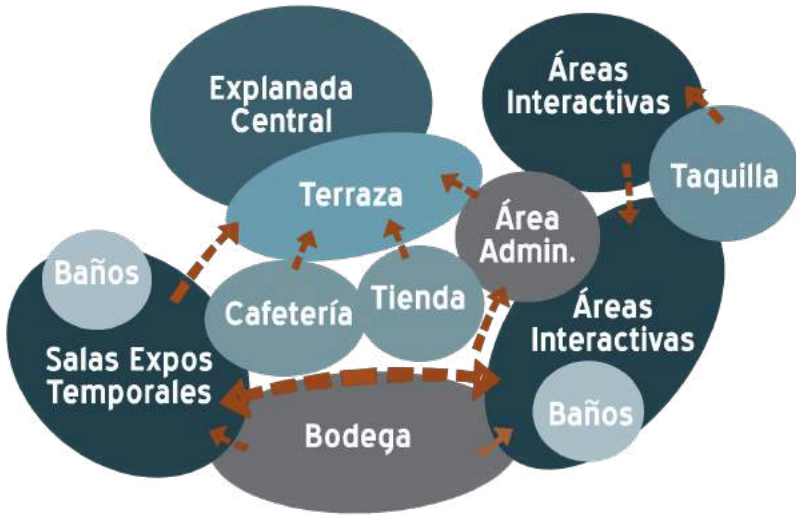 Explanada
Central
Áreas
Interactivas
Taquilla
Terraza
Área
Admin.
Baños
Cafetería
Tienda
Salas Expos
Temporales
Áreas
Interactivas
Baños
Bodega